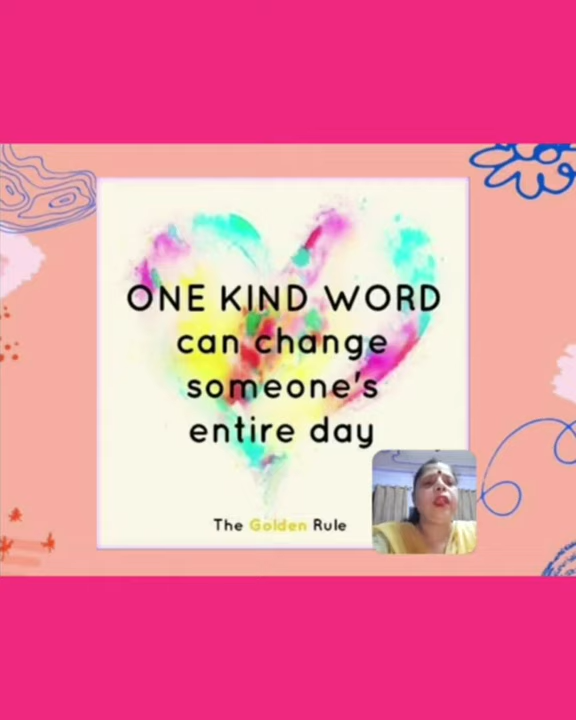 ONE KIND WORD
can change
someone's
entire day
The Golden Rule